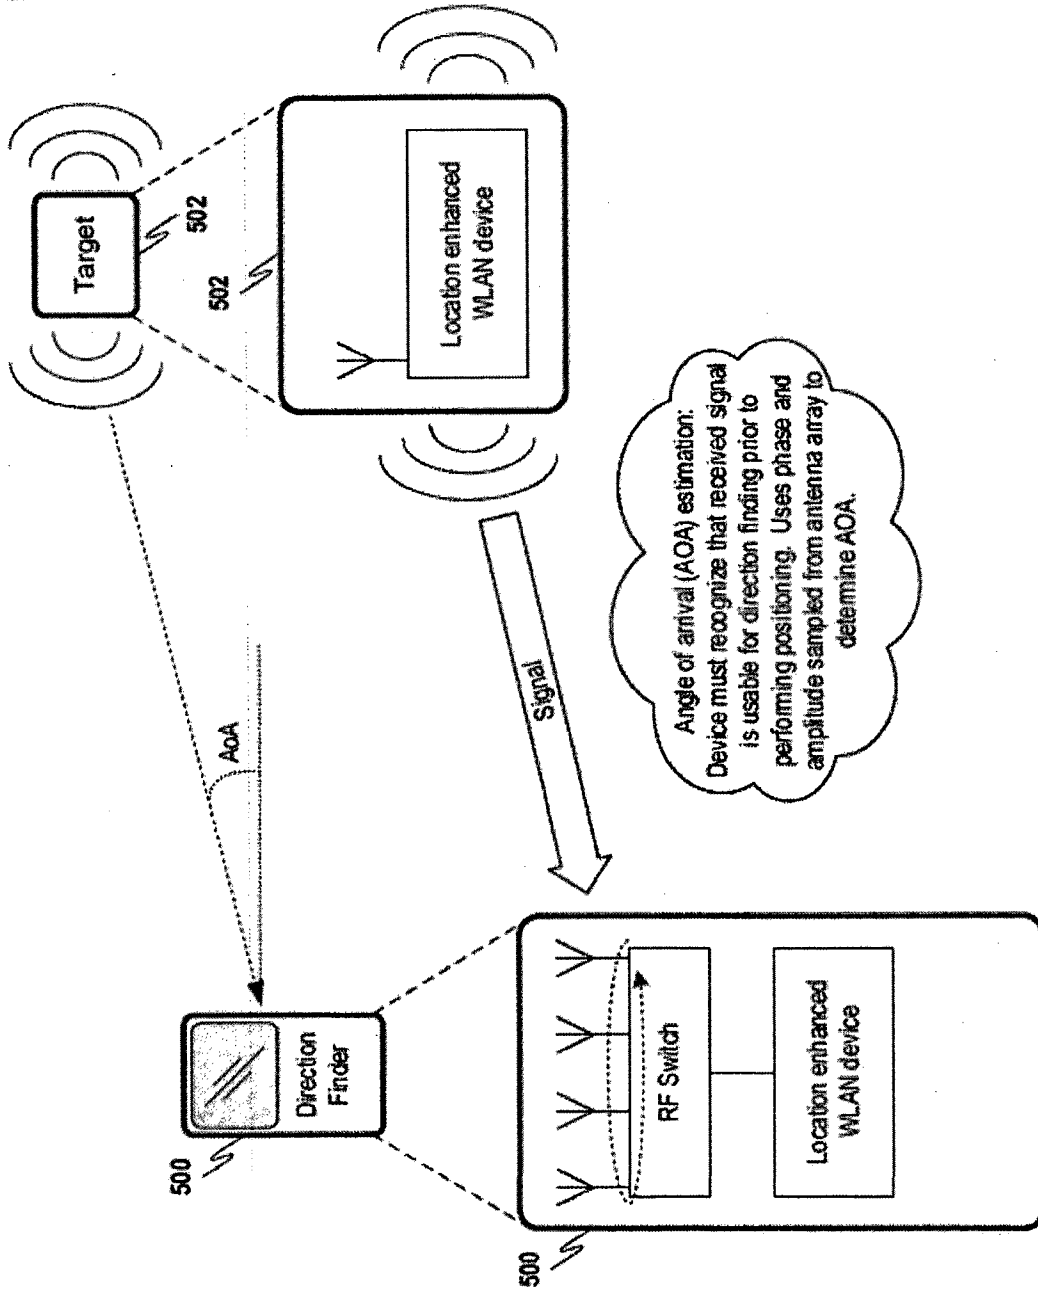 500
Direction
Finder
AoA
Target
502
500
RF Switch
Location enhanced
WLAN device
Signal
502
Location enhanced
WLAN device
Angle of arrival (AOA) estimation:
Device must recognize that received signal
is usable for direction finding prior to
performing positioning. Uses phase and
amplitude sampled from antenna array to
determine AOA.